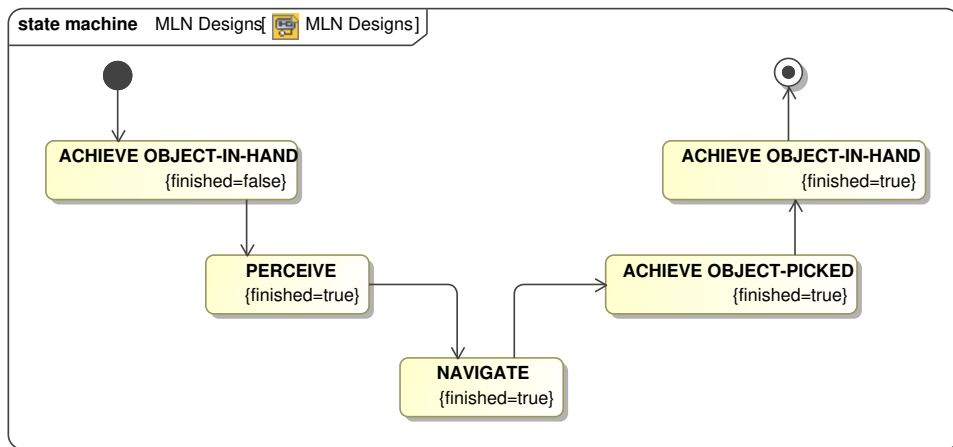 state machine MLN Designs[ MLN Designs]
ACHIEVE OBJECT-IN-HAND
{finished=false}
ACHIEVE OBJECT-IN-HAND
{finished=true}
PERCEIVE
{finished=true}
ACHIEVE OBJECT-PICKED
{finished=true}
NAVIGATE
{finished=true}